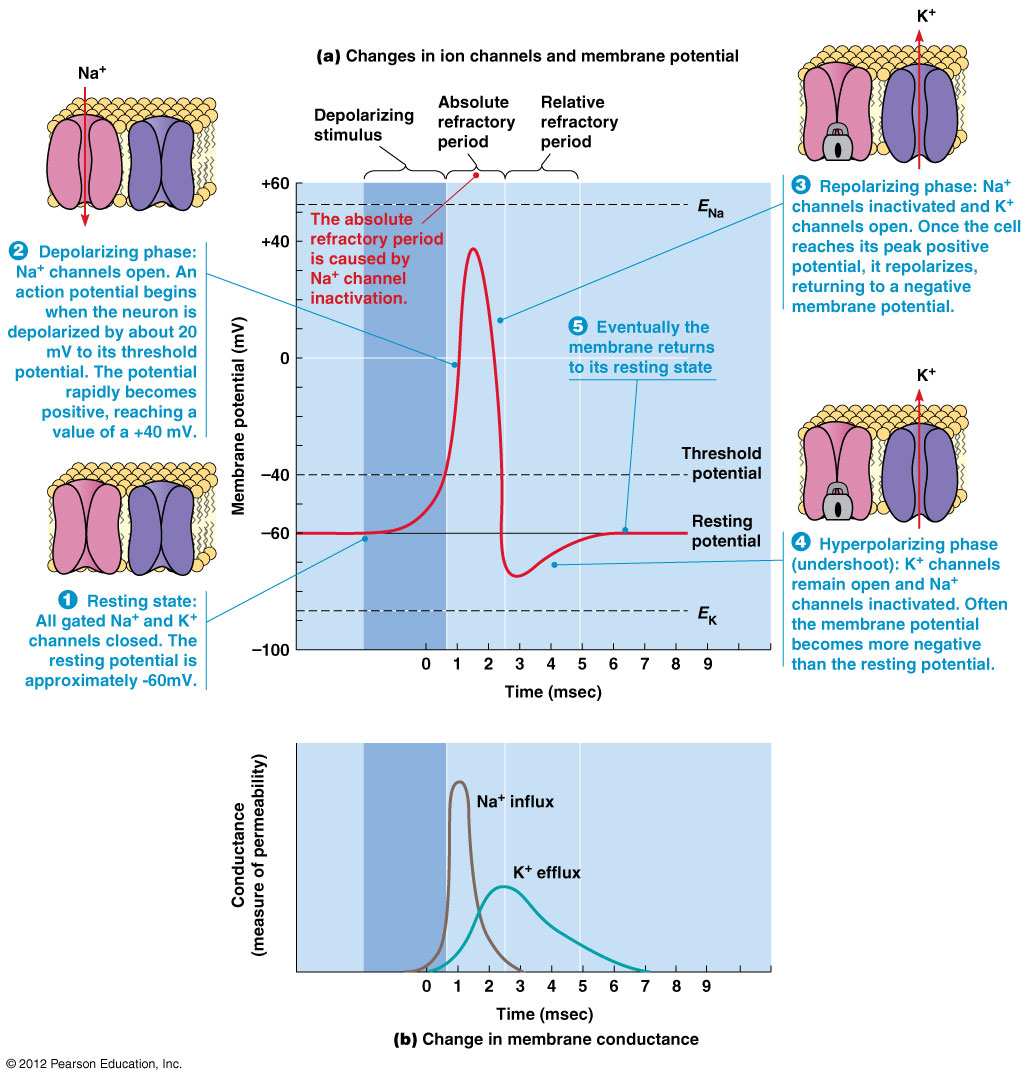 (a) Changes in ion channels and membrane potential
Na+
K+
Depolarizing
stimulus
Absolute
refractory
period
Relative
refractory
period
+60
+40
0
–40
–60
–100
Membrane potential (mV)
The absolute
refractory period
is caused by
Na+ channel
inactivation.
ENa
2 Depolarizing phase:
Na+ channels open. An
action potential begins
when the neuron is
depolarized by about 20
mV to its threshold
potential. The potential
rapidly becomes
positive, reaching a
value of a +40 mV.
3 Repolarizing phase: Na+
channels inactivated and K+
channels open. Once the cell
reaches its peak positive
potential, it repolarizes,
returning to a negative
membrane potential.
5 Eventually the
membrane returns
to its resting state
K+
Threshold
potential
Resting
potential
EK
1 Resting state:
All gated Na+ and K+
channels closed. The
resting potential is
approximately -60mV.
4 Hyperpolarizing phase
(undershoot): K+ channels
remain open and Na+
channels inactivated. Often
the membrane potential
becomes more negative
than the resting potential.
0 1 2 3 4 5 6 7 8 9
Time (msec)
Conductance
(measure of permeability)
Na+ influx
K+ efflux
0 1 2 3 4 5 6 7 8 9
Time (msec)
(b) Change in membrane conductance
© 2012 Pearson Education, Inc.